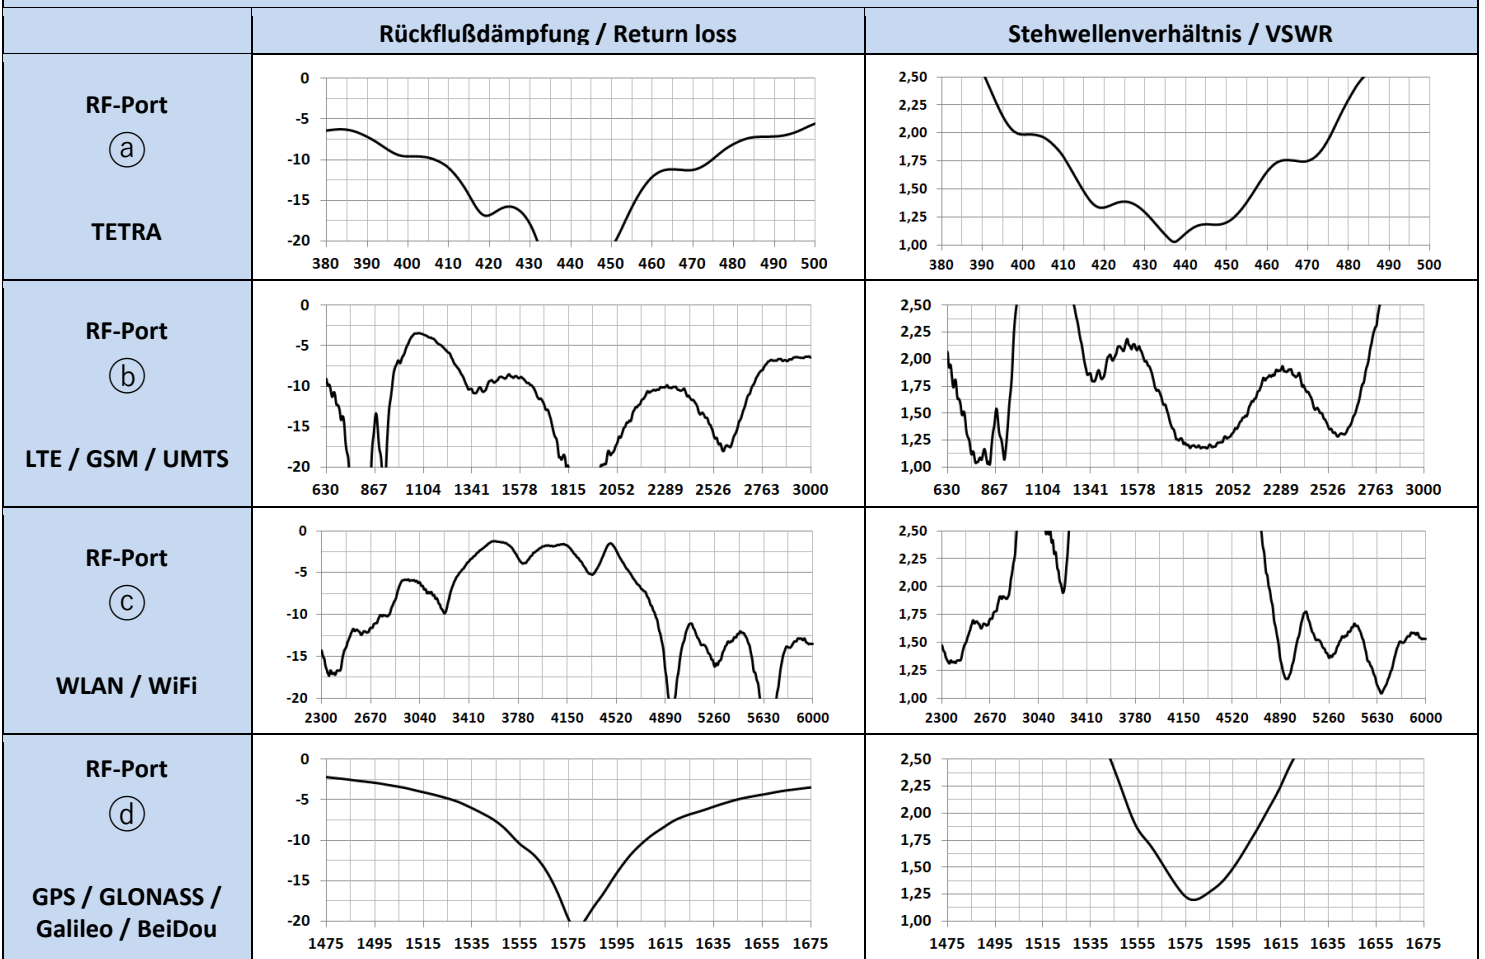 Rückflußdämpfung / Return loss
Stehwellenverhältnis / VSWR
RF-Port
a
TETRA
0
-5
-10
-15
-20
380 390 400 410 420 430 440 450 460 470 480 490 500
2,50
2,25
2,00
1,75
1,50
1,25
1,00
380 390 400 410 420 430 440 450 460 470 480 490 500
RF-Port
b
LTE / GSM / UMTS
0
-5
-10
-15
-20
630 867 1104 1341 1578 1815 2052 2289 2526 2763 3000
2,50
2,25
2,00
1,75
1,50
1,25
1,00
630 867 1104 1341 1578 1815 2052 2289 2526 2763 3000
RF-Port
c
WLAN / WiFi
0
-5
-10
-15
-20
2300 2670 3040 3410 3780 4150 4520 4890 5260 5630 6000
2,50
2,25
2,00
1,75
1,50
1,25
1,00
2300 2670 3040 3410 3780 4150 4520 4890 5260 5630 6000
RF-Port
d
GPS / GLONASS /
Galileo / BeiDou
0
-5
-10
-15
-20
1475 1495 1515 1535 1555 1575 1595 1615 1635 1655 1675
2,50
2,25
2,00
1,75
1,50
1,25
1,00
1475 1495 1515 1535 1555 1575 1595 1615 1635 1655 1675